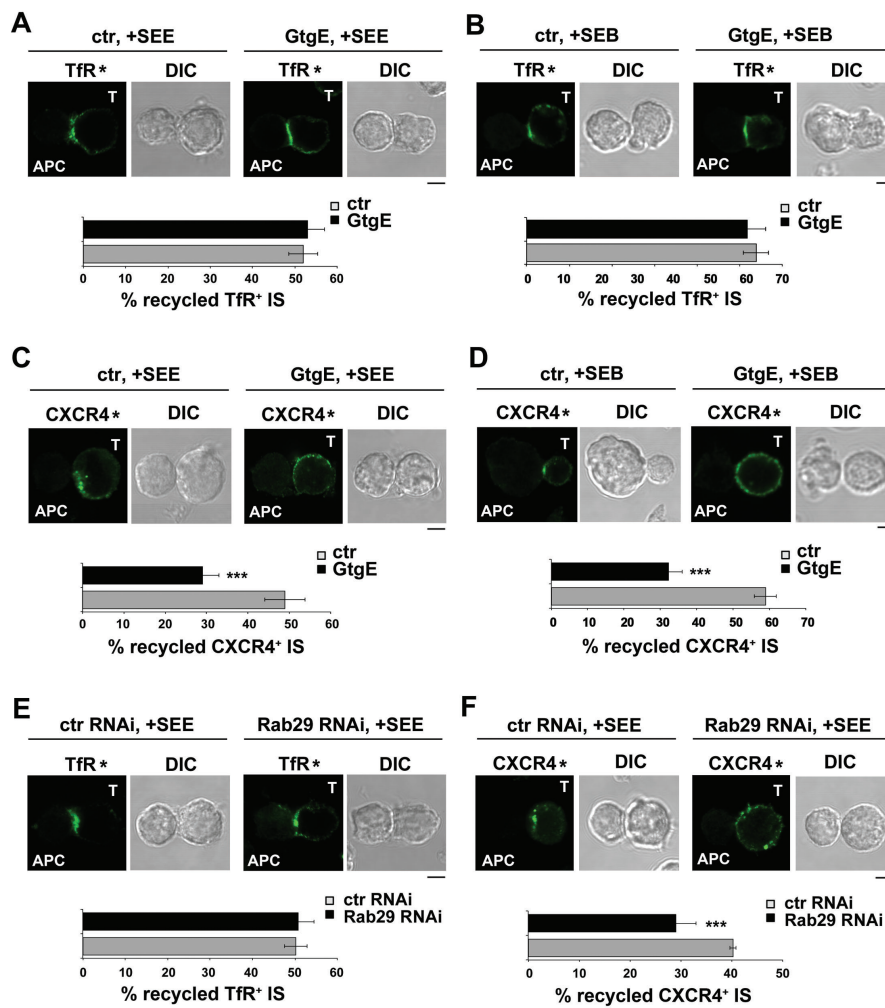 A
ctr, +SEE GtgE, +SEE
TfR* DIC TfR* DIC
T T
APC APC
ctr
GtgE
0 10 20 30 40 50 60
% recycled TfR+ IS
B
ctr, +SEB GtgE, +SEB
TfR* DIC TfR* DIC
T T
APC APC
ctr
GtgE
0 10 20 30 40 50 60 70
% recycled TfR+ IS
C
ctr, +SEE GtgE, +SEE
CXCR4* DIC CXCR4* DIC
T T
APC APC
ctr
GtgE
***
0 10 20 30 40 50 60
% recycled CXCR4+ IS
D
ctr, +SEB GtgE, +SEB
CXCR4* DIC CXCR4* DIC
T T
APC APC
ctr
GtgE
***
0 10 20 30 40 50 60 70
% recycled CXCR4+ IS
E
ctr RNAi, +SEE Rab29 RNAi, +SEE
TfR* DIC TfR* DIC
T T
APC APC
ctr RNAi
Rab29 RNAi
0 10 20 30 40 50 60
% recycled TfR+ IS
F
ctr RNAi, +SEE Rab29 RNAi, +SEE
CXCR4* DIC CXCR4* DIC
T T
APC APC
ctr RNAi
Rab29 RNAi
***
0 10 20 30 40 50
% recycled CXCR4+ IS